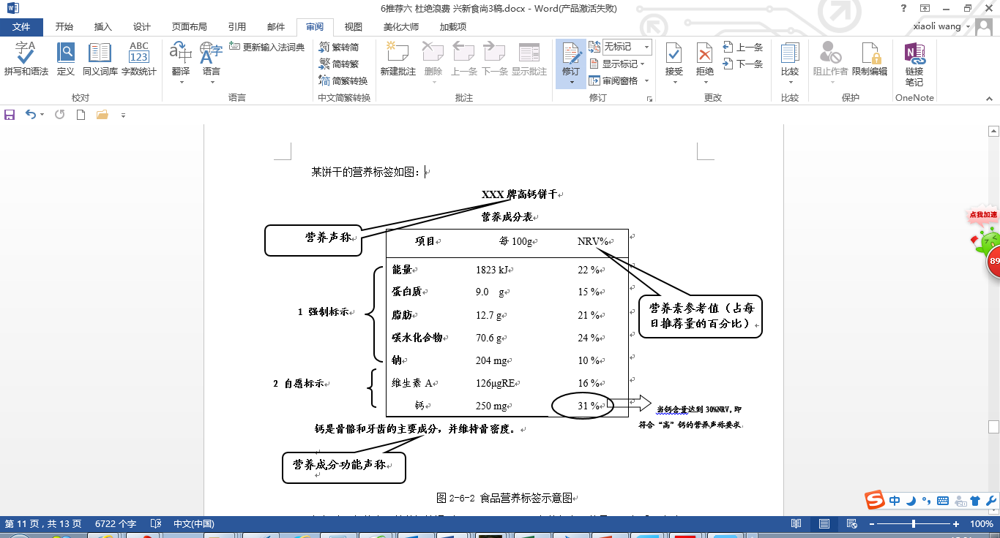 6推荐六 杜绝浪费 兴新食尚3稿.docx - Word(产品激活失败)
文件 开始 插入 设计 页面布局 引用 邮件 审阅 视图 美化大师 加载项
xiaoli wang
拼写和语法 定义 同义词库 字数统计
翻译 语言 更新输入法词典
繁转简
简转繁
简繁转换
新建批注 删除 上一条 下一条 显示批注
修订 无标记
显示标记
审阅窗格
接受 拒绝 上一条
下一条
比较
阻止作者 限制编辑
链接
笔记
校对 语言 中文简繁转换 批注 修订 更改 比较 保护 OneNote
某饼干的营养标签如图：
XXX 牌高钙饼干
营养成分表
营养声称
项目 每 100g NRV%
能量 1823 kJ 22 %
蛋白质 9.0 g 15 %
脂肪 12.7 g 21 %
碳水化合物 70.6 g 24 %
钠 204 mg 10 %
维生素 A 126μgRE 16 %
钙 250 mg 31 %
1 强制标示
2 自愿标示
营养素参考值（占每
日推荐量的百分比）
当钙含量达到 30%NRV, 即
符合“高”钙的营养声称要求
钙是骨骼和牙齿的主要成分，并维持骨密度。
营养成分功能声称
图 2-6-2 食品营养标签示意图
点我加速
89
中
第 11 页 , 共 13 页 6722 个字 中文(中国)
100%